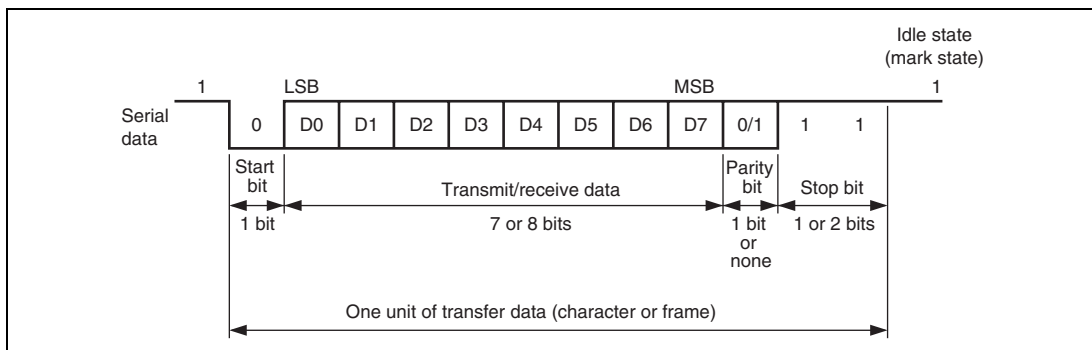 Idle state
(mark state)
1 LSB MSB 1
Serial
data
0 D0 D1 D2 D3 D4 D5 D6 D7 0/1 1 1
Start
bit
Transmit/receive data
Parity
bit
Stop bit
1 bit
7 or 8 bits
1 bit
or
none
1 or 2 bits
One unit of transfer data (character or frame)